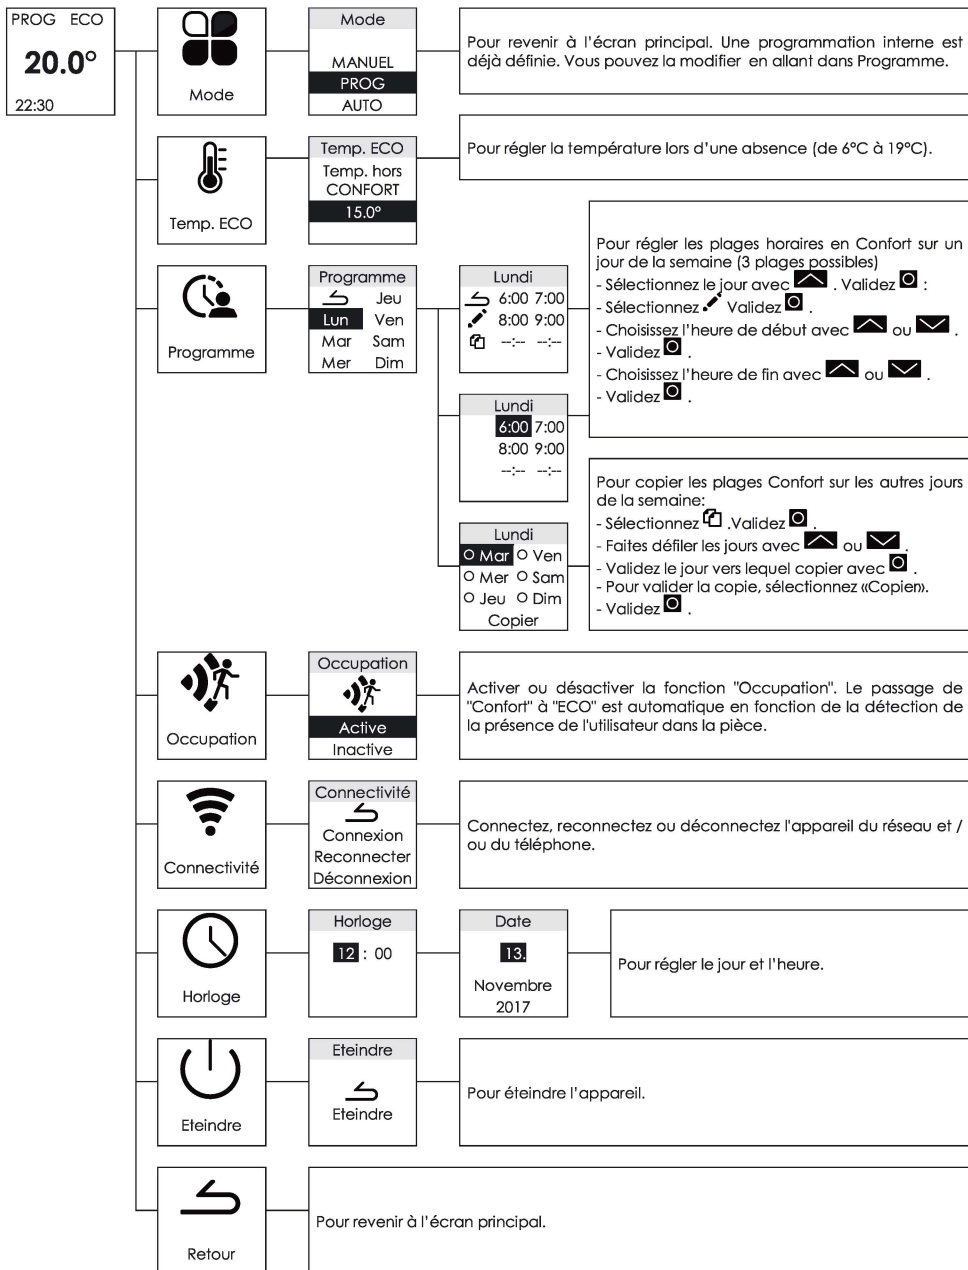 PROG ECO
20.0°
22:30
Mode
Mode
MANUEL
PROG
AUTO
Pour revenir à l'écran principal. Une programmation interne est
déjà définie. Vous pouvez la modifier en allant dans Programme.
Temp. ECO
Temp. ECO
Temp. hors
CONFORT
15.0°
Pour régler la température lors d'une absence (de 6°C à 19°C).
Programme
Programme
Jeu
Lun Ven
Mar Sam
Mer Dim
Lundi
6:00 7:00
8:00 9:00
--:-- --:--
Lundi
6:00 7:00
8:00 9:00
--:-- --:--
Pour régler les plages horaires en Confort sur un
jour de la semaine (3 plages possibles)
- Sélectionnez le jour avec . Validez :
- Sélectionnez Validez .
- Choisissez l'heure de début avec ou .
- Validez .
- Choisissez l'heure de fin avec ou .
- Validez .
Lundi
Mar Ven
Mer Sam
Jeu Dim
Copier
Pour copier les plages Confort sur les autres jours
de la semaine:
- Sélectionnez .Validez .
- Faites défiler les jours avec ou .
- Validez le jour vers lequel copier avec .
- Pour valider la copie, sélectionnez «Copier».
- Validez .
Occupation
Occupation
Active
Inactive
Activer ou désactiver la fonction "Occupation". Le passage de
"Confort" à "ECO" est automatique en fonction de la détection de
la présence de l'utilisateur dans la pièce.
Connectivité
Connectivité
Connexion
Reconnecter
Déconnexion
Connectez, reconnectez ou déconnectez l'appareil du réseau et /
ou du téléphone.
Horloge
Horloge
12 : 00
Date
13.
Novembre
2017
Pour régler le jour et l'heure.
Eteindre
Eteindre
Eteindre
Pour éteindre l'appareil.
Retour
Pour revenir à l'écran principal.